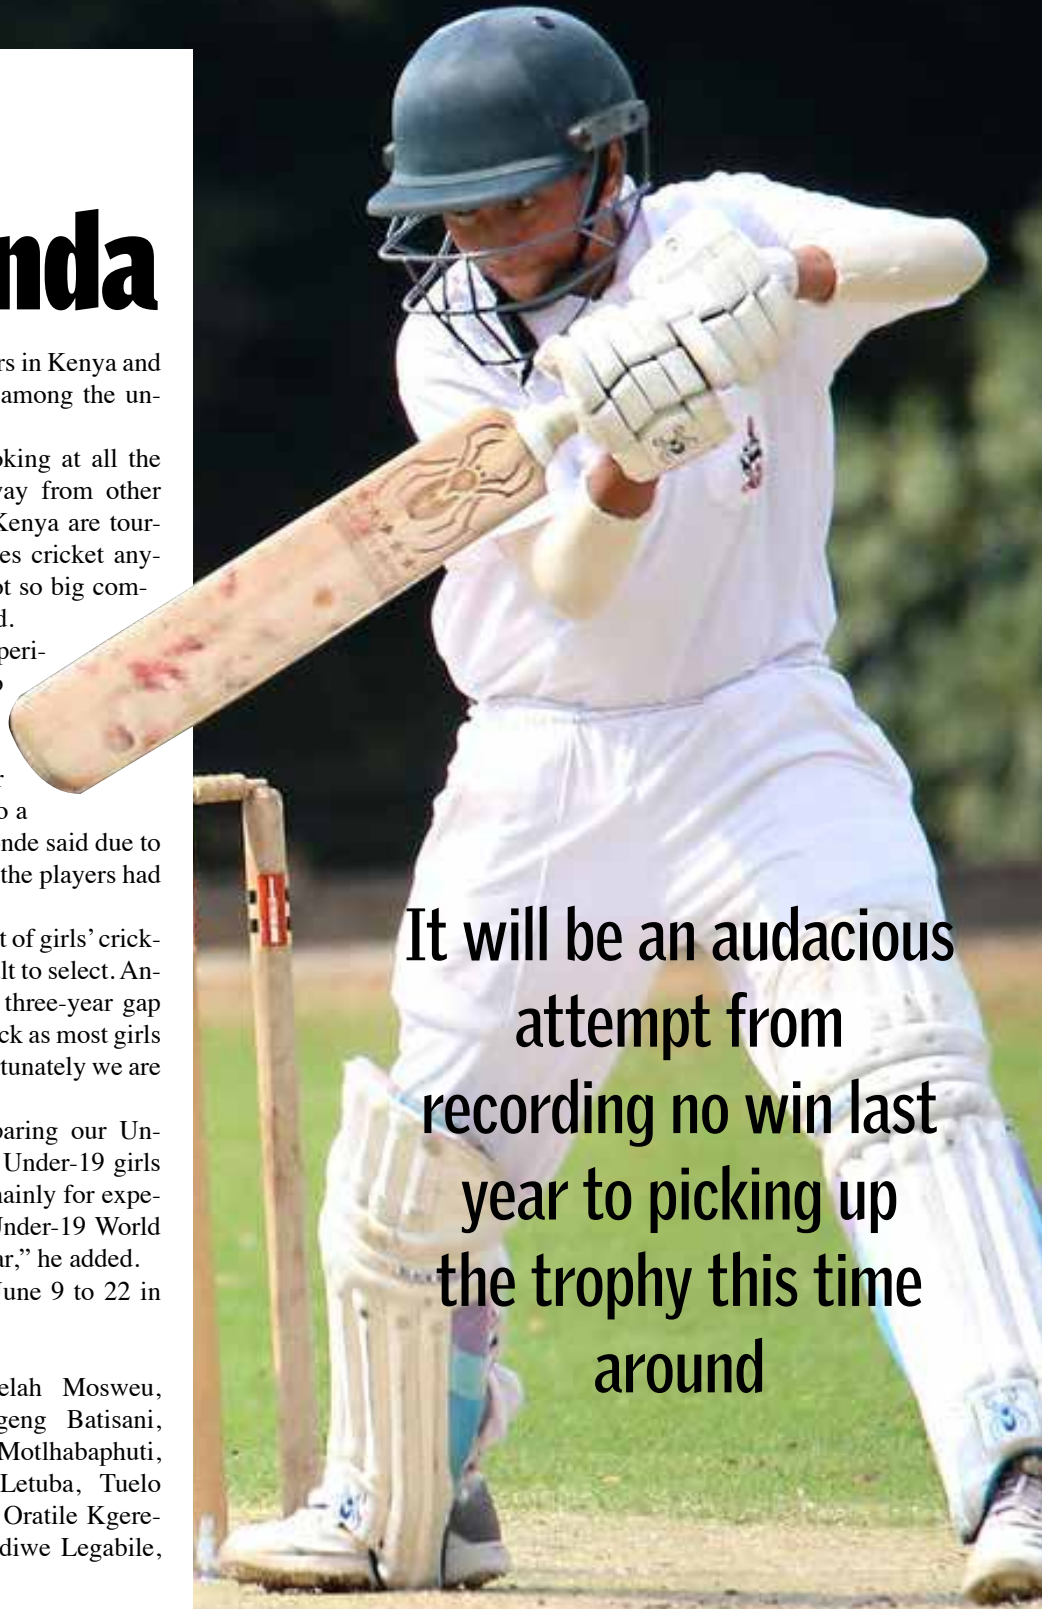 nda
rs in Kenya and
among the un-
oking at all the
way from other
Kenya are tour-
es cricket any-
ot so big com-
d.
peri-
o
r
o a
nde said due to
the players had
t of girls' crick-
lt to select. An-
three-year gap
ck as most girls
tunately we are
paring our Un-
Under-19 girls
mainly for expe-
Under-19 World
ar,” he added.
June 9 to 22 in
elah Mosweu,
geng Batisani,
Motlhabaphuti,
Letuba, Tuelo
Oratile Kgere-
diwe Legabile,
It will be an audacious
attempt from
recording no win last
year to picking up
the trophy this time
around